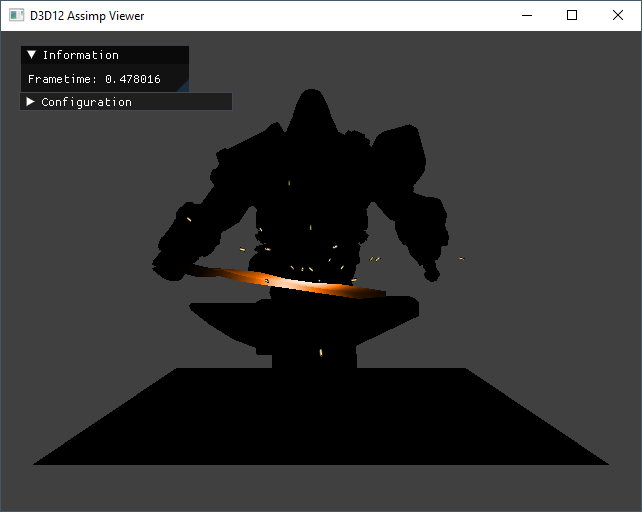 D3D12 Assimp Viewer
Information
Frametime: 0.478016
Configuration